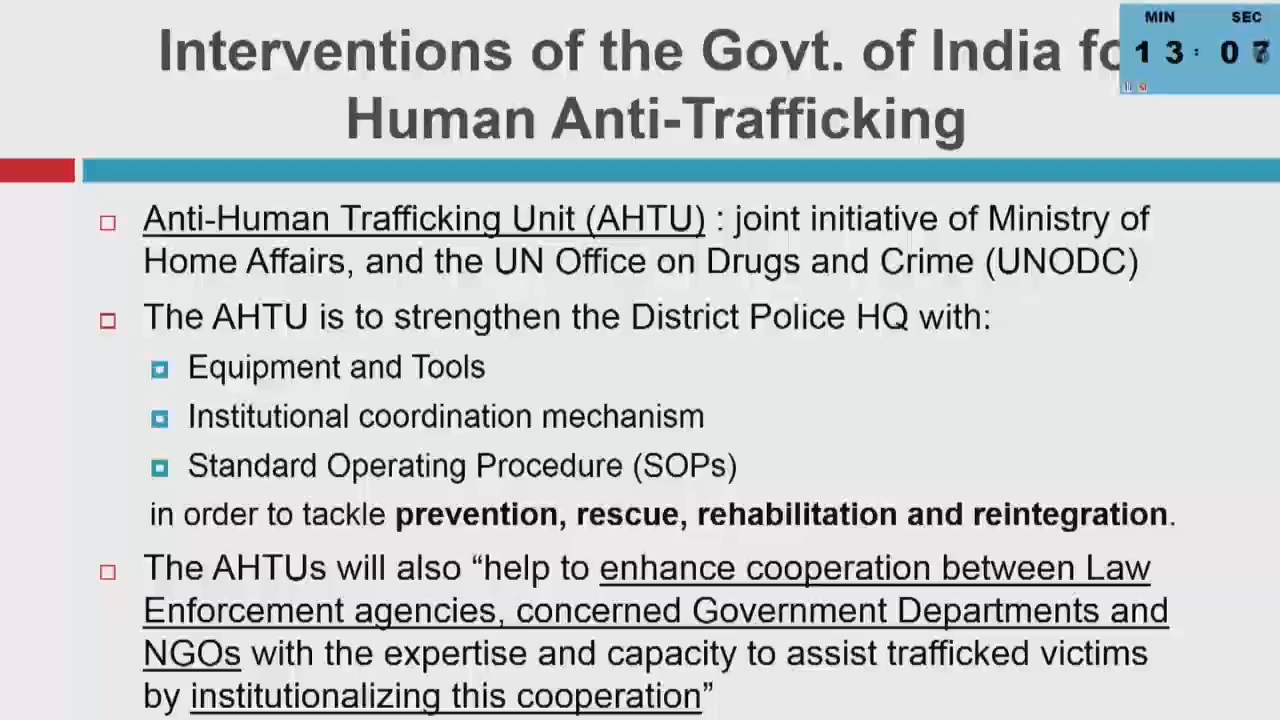 Interventions of the Govt. of India fo
Human Anti-Trafficking
MIN SEC
13: 07
Anti-Human Trafficking Unit (AHTU) : joint initiative of Ministry of
Home Affairs, and the UN Office on Drugs and Crime (UNODC)
The AHTU is to strengthen the District Police HQ with:
Equipment and Tools
Institutional coordination mechanism
Standard Operating Procedure (SOPs)
in order to tackle prevention, rescue, rehabilitation and reintegration.
The AHTUs will also “help to enhance cooperation between Law
Enforcement agencies, concerned Government Departments and
NGOs with the expertise and capacity to assist trafficked victims
by institutionalizing this cooperation”